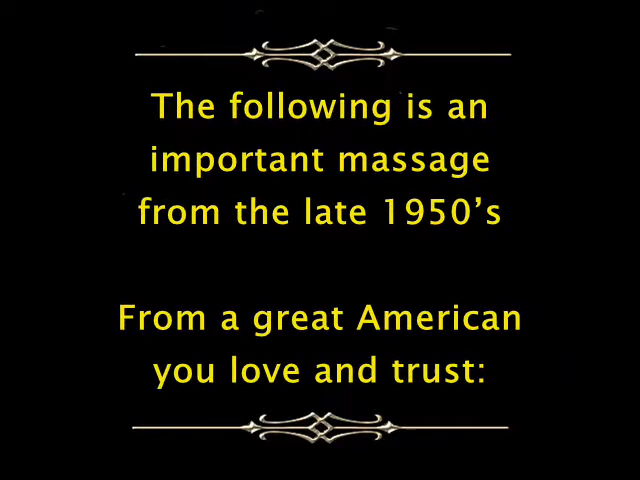 The following is an
important massage
from the late 1950’s
From a great American
you love and trust: